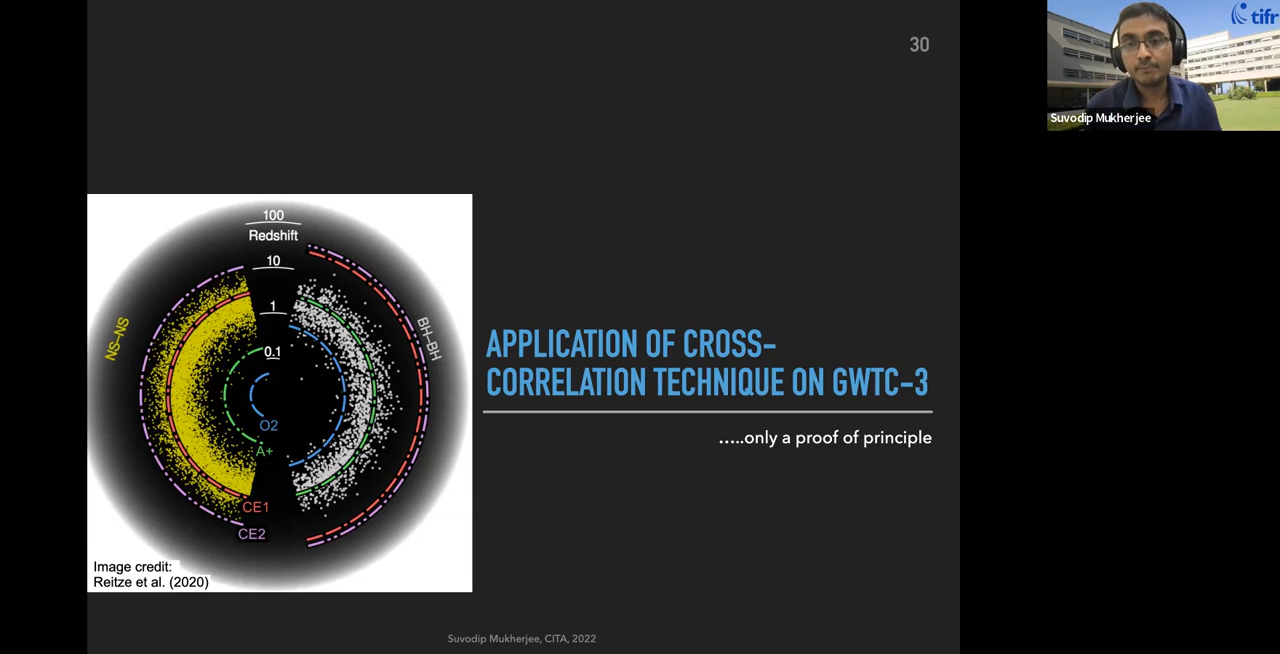 30
tifr
Suvodip Mukherjee
100
Redshift
10
1
0.1
NS–NS
BH–BH
O2
A+
CE1
CE2
Image credit:
Reitze et al. (2020)
APPLICATION OF CROSS-
CORRELATION TECHNIQUE ON GWTC-3
…..only a proof of principle
Suvodip Mukherjee, CITA, 2022